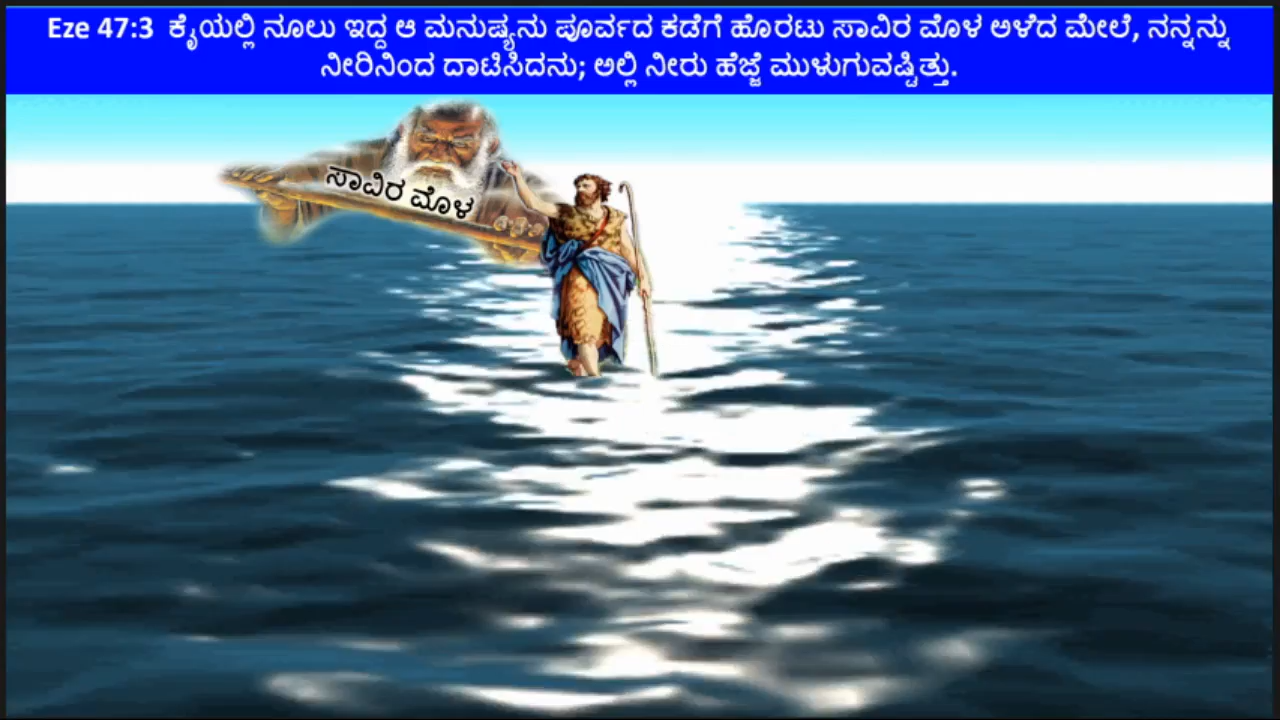 Eze 47:3 ಕೈಯಲ್ಲಿ ನೂಲು ಇದ್ದ ಆ ಮನುಷ್ಯನು ಪೂರ್ವದ ಕಡೆಗೆ ಹೊರಟು ಸಾವಿರ ಮೊಳ ಅಳೆದ ಮೇಲೆ, ನನ್ನನ್ನು
ನೀರಿನಿಂದ ದಾಟಿಸಿದನು; ಅಲ್ಲಿ ನೀರು ಹೆಜ್ಜೆ ಮುಳುಗುವಷ್ಟಿತ್ತು.
ಸಾವಿರ ಮೊಳ